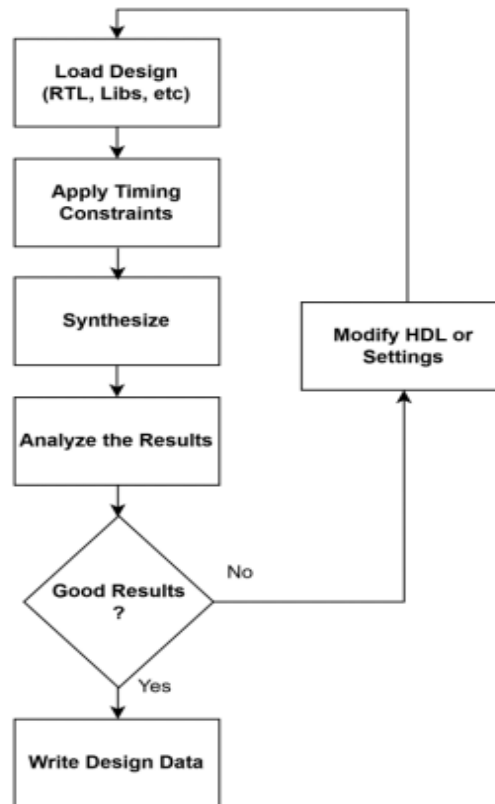 Load Design
(RTL, Libs, etc)
Apply Timing
Constraints
Synthesize
Modify HDL or
Settings
Analyze the Results
No
Good Results
?
Yes
Write Design Data